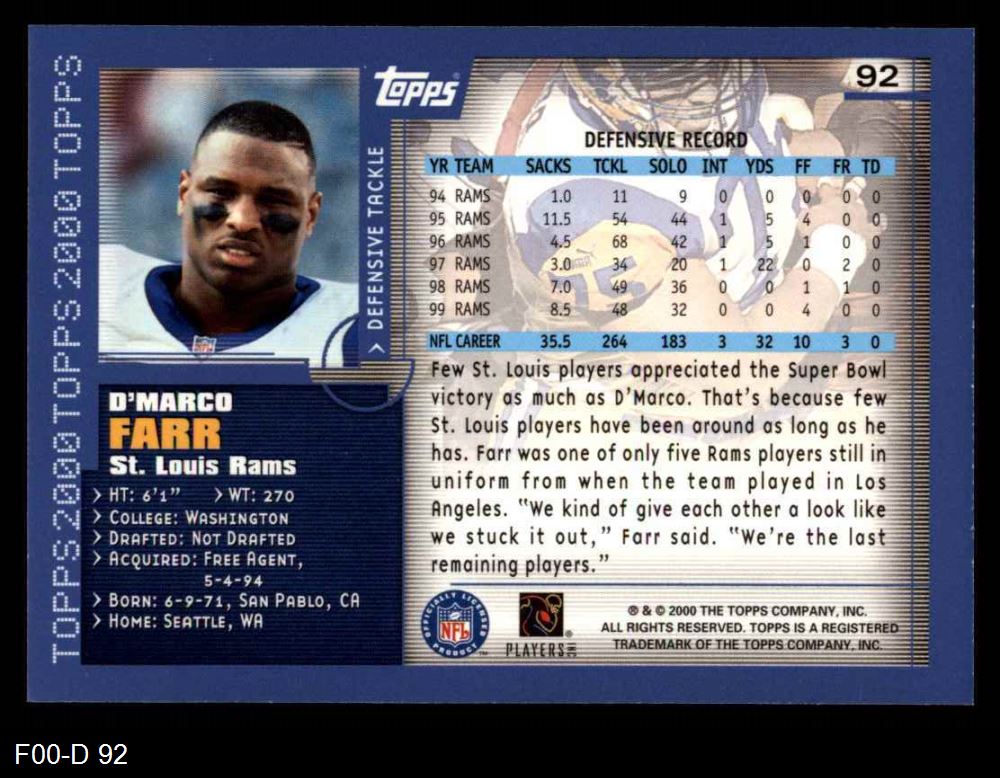 TOPPS2000TOPPS2000TOPPS2000TOPPS
TOPPS
92
> DEFENSIVE TACKLE
DEFENSIVE RECORD
YR TEAM SACKS TCKL SOLO INT YDS FF FR TD
94 RAMS 1.0 11 9 0 0 0 0 0
95 RAMS 11.5 54 44 1 5 4 0 0
96 RAMS 4.5 68 42 1 5 1 0 0
97 RAMS 3.0 34 20 1 22 0 2 0
98 RAMS 7.0 49 36 0 0 1 1 0
99 RAMS 8.5 48 32 0 0 4 0 0
NFL CAREER 35.5 264 183 3 32 10 3 0
Few St. Louis players appreciated the Super Bowl
victory as much as D'Marco. That's because few
St. Louis players have been around as long as he
has. Farr was one of only five Rams players still in
uniform from when the team played in Los
Angeles. "We kind of give each other a look like
we stuck it out," Farr said. "We're the last
remaining players."
D'MARCO
FARR
St. Louis Rams
> HT: 6'1" > WT: 270
> COLLEGE: WASHINGTON
> DRAFTED: NOT DRAFTED
> ACQUIRED: FREE AGENT,
5-4-94
> BORN: 6-9-71, SAN PABLO, CA
> HOME: SEATTLE, WA
OFFICIALLY LICENSED
NFL
PRODUCT
™
PLAYERS INC
® & © 2000 THE TOPPS COMPANY, INC.
ALL RIGHTS RESERVED. TOPPS IS A REGISTERED
TRADEMARK OF THE TOPPS COMPANY, INC.
F00-D 92